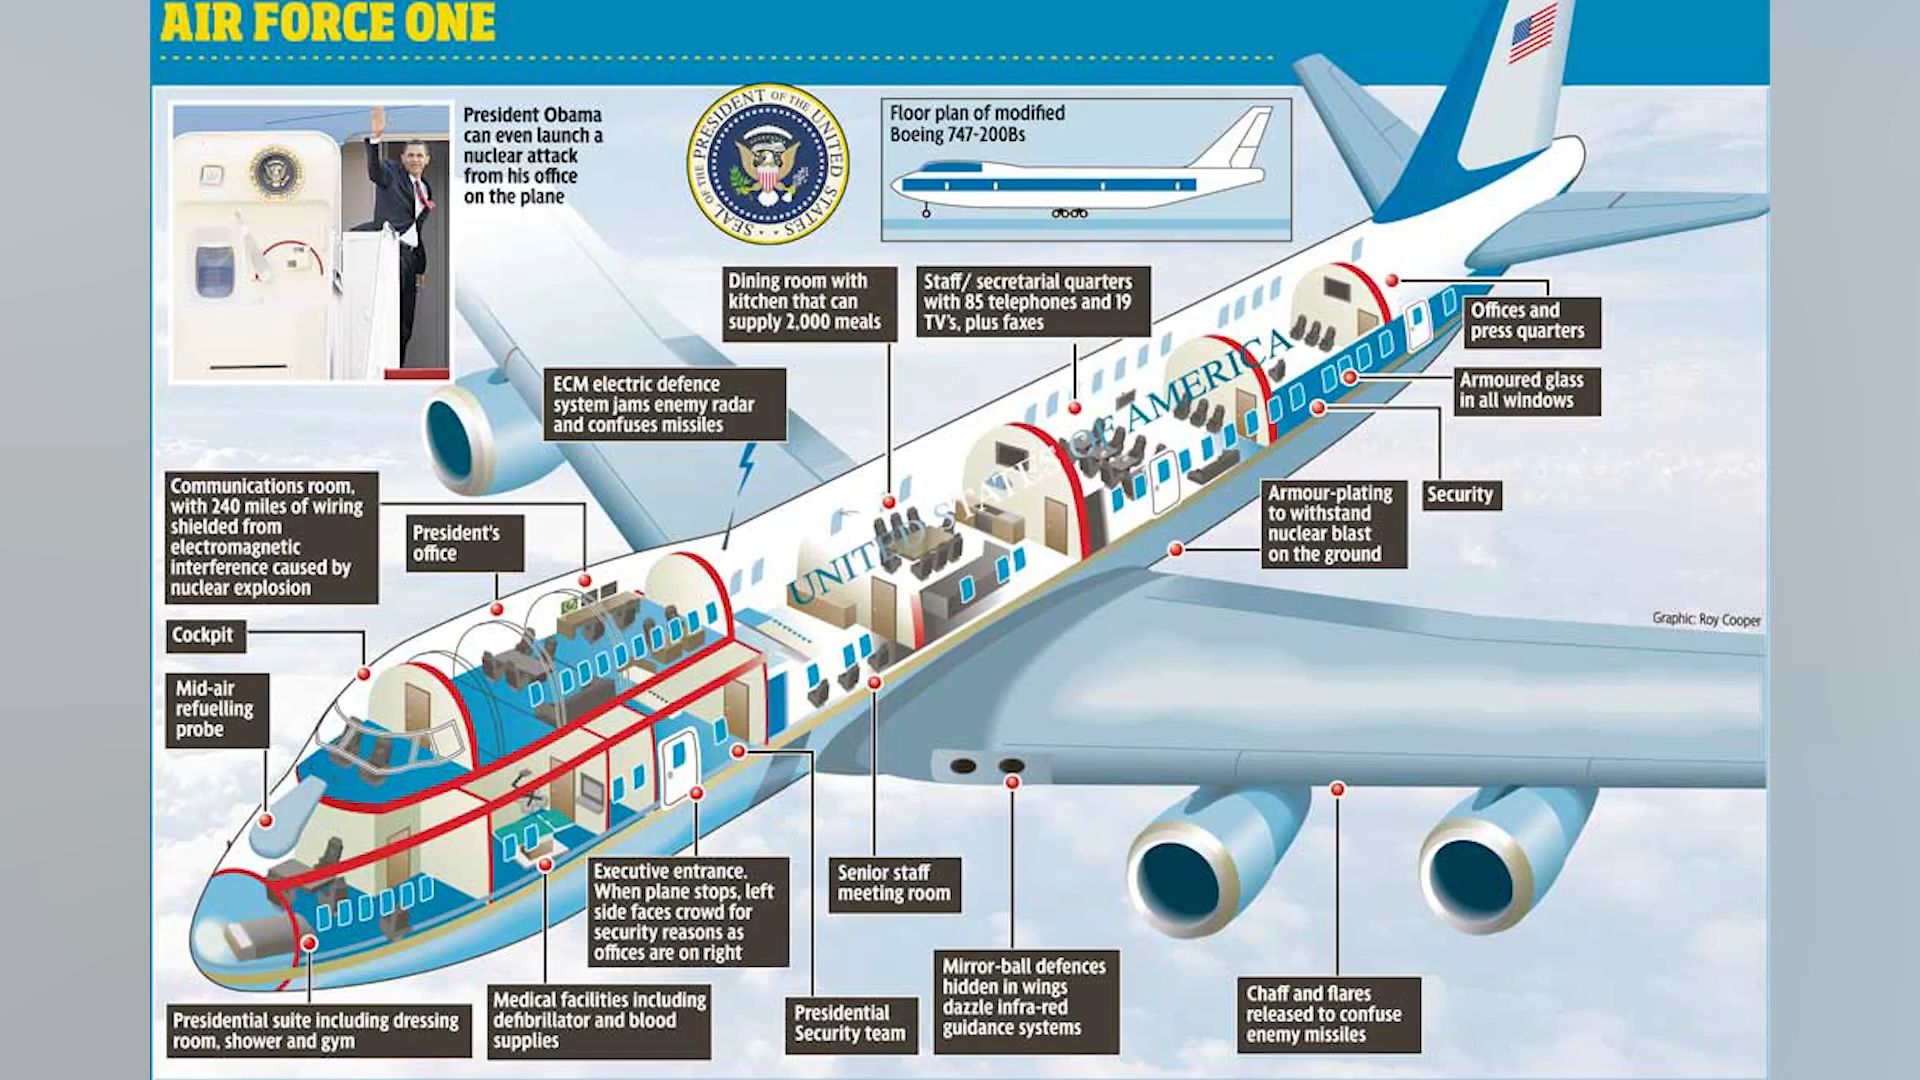 AIR FORCE ONE
President Obama
can even launch a
nuclear attack
from his office
on the plane
SEAL OF THE PRESIDENT OF THE UNITED STATES
Floor plan of modified
Boeing 747-200Bs
Dining room with
kitchen that can
supply 2,000 meals
Staff/ secretarial quarters
with 85 telephones and 19
TV's, plus faxes
Offices and
press quarters
ECM electric defence
system jams enemy radar
and confuses missiles
Armoured glass
in all windows
Communications room,
with 240 miles of wiring
shielded from
electromagnetic
interference caused by
nuclear explosion
President's
office
Armour-plating
to withstand
nuclear blast
on the ground
Security
UNITED STATES OF AMERICA
Graphic: Roy Cooper
Cockpit
Mid-air
refuelling
probe
Executive entrance.
When plane stops, left
side faces crowd for
security reasons as
offices are on right
Senior staff
meeting room
Mirror-ball defences
hidden in wings
dazzle infra-red
guidance systems
Chaff and flares
released to confuse
enemy missiles
Presidential suite including dressing
room, shower and gym
Medical facilities including
defibrillator and blood
supplies
Presidential
Security team